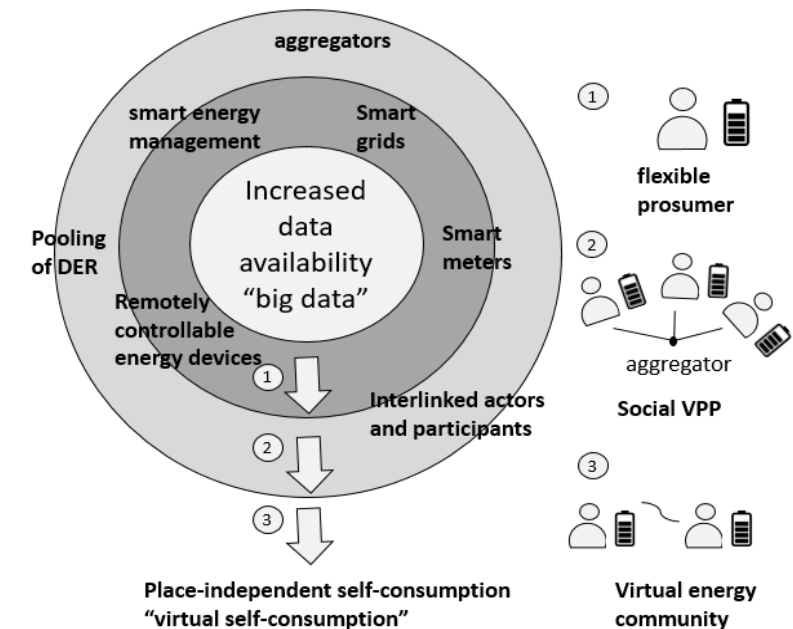 aggregators
smart energy
management
Smart
grids
Increased
data
availability
“big data”
Pooling
of DER
Smart
meters
Remotely
controllable
energy devices
1
Interlinked actors
and participants
2
3
Place-independent self-consumption
“virtual self-consumption”
1
flexible
prosumer
2
aggregator
Social VPP
3
Virtual energy
community